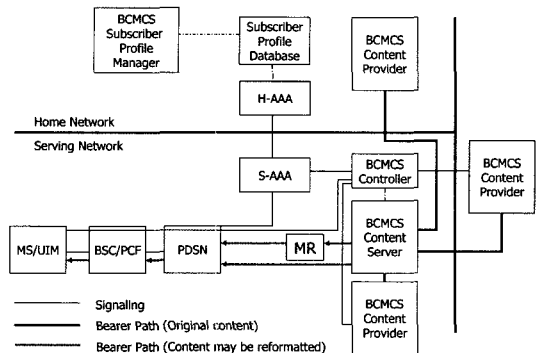 BCMCS
Subscriber
Profile
Manager
Subscriber
Profile
Database
BCMCS
Content
Provider
H-AAA
Home Network
Serving Network
S-AAA
BCMCS
Controller
BCMCS
Content
Provider
MS/UIM
BSC/PCF
PDSN
MR
BCMCS
Content
Server
BCMCS
Content
Provider
Signaling
Bearer Path (Original content)
Bearer Path (Content may be reformatted)